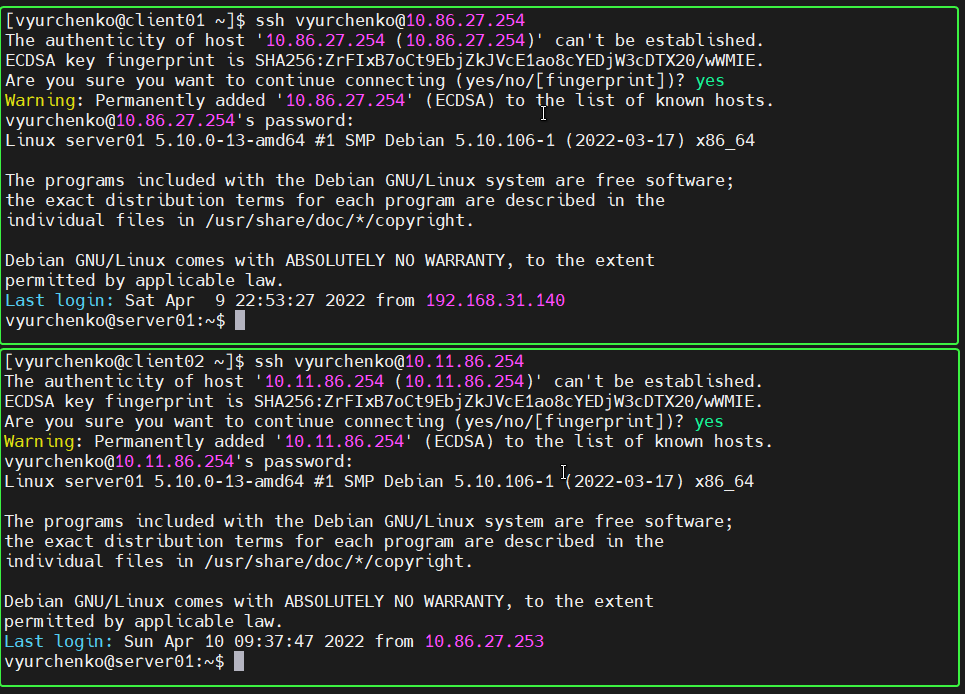 [vyurchenko@client01 ~]$ ssh vyurchenko@10.86.27.254
The authenticity of host '10.86.27.254 (10.86.27.254)' can't be established.
ECDSA key fingerprint is SHA256:ZrFIxB7oCt9EbjZkJVcE1ao8cYEDjW3cDTX20/wWMIE.
Are you sure you want to continue connecting (yes/no/[fingerprint])? yes
Warning: Permanently added '10.86.27.254' (ECDSA) to the list of known hosts.
vyurchenko@10.86.27.254's password:
Linux server01 5.10.0-13-amd64 #1 SMP Debian 5.10.106-1 (2022-03-17) x86_64
The programs included with the Debian GNU/Linux system are free software;
the exact distribution terms for each program are described in the
individual files in /usr/share/doc/*/copyright.
Debian GNU/Linux comes with ABSOLUTELY NO WARRANTY, to the extent
permitted by applicable law.
Last login: Sat Apr  9 22:53:27 2022 from 192.168.31.140
vyurchenko@server01:~$
[vyurchenko@client02 ~]$ ssh vyurchenko@10.11.86.254
The authenticity of host '10.11.86.254 (10.11.86.254)' can't be established.
ECDSA key fingerprint is SHA256:ZrFIxB7oCt9EbjZkJVcE1ao8cYEDjW3cDTX20/wWMIE.
Are you sure you want to continue connecting (yes/no/[fingerprint])? yes
Warning: Permanently added '10.11.86.254' (ECDSA) to the list of known hosts.
vyurchenko@10.11.86.254's password:
Linux server01 5.10.0-13-amd64 #1 SMP Debian 5.10.106-1 (2022-03-17) x86_64
The programs included with the Debian GNU/Linux system are free software;
the exact distribution terms for each program are described in the
individual files in /usr/share/doc/*/copyright.
Debian GNU/Linux comes with ABSOLUTELY NO WARRANTY, to the extent
permitted by applicable law.
Last login: Sun Apr 10 09:37:47 2022 from 10.86.27.253
vyurchenko@server01:~$